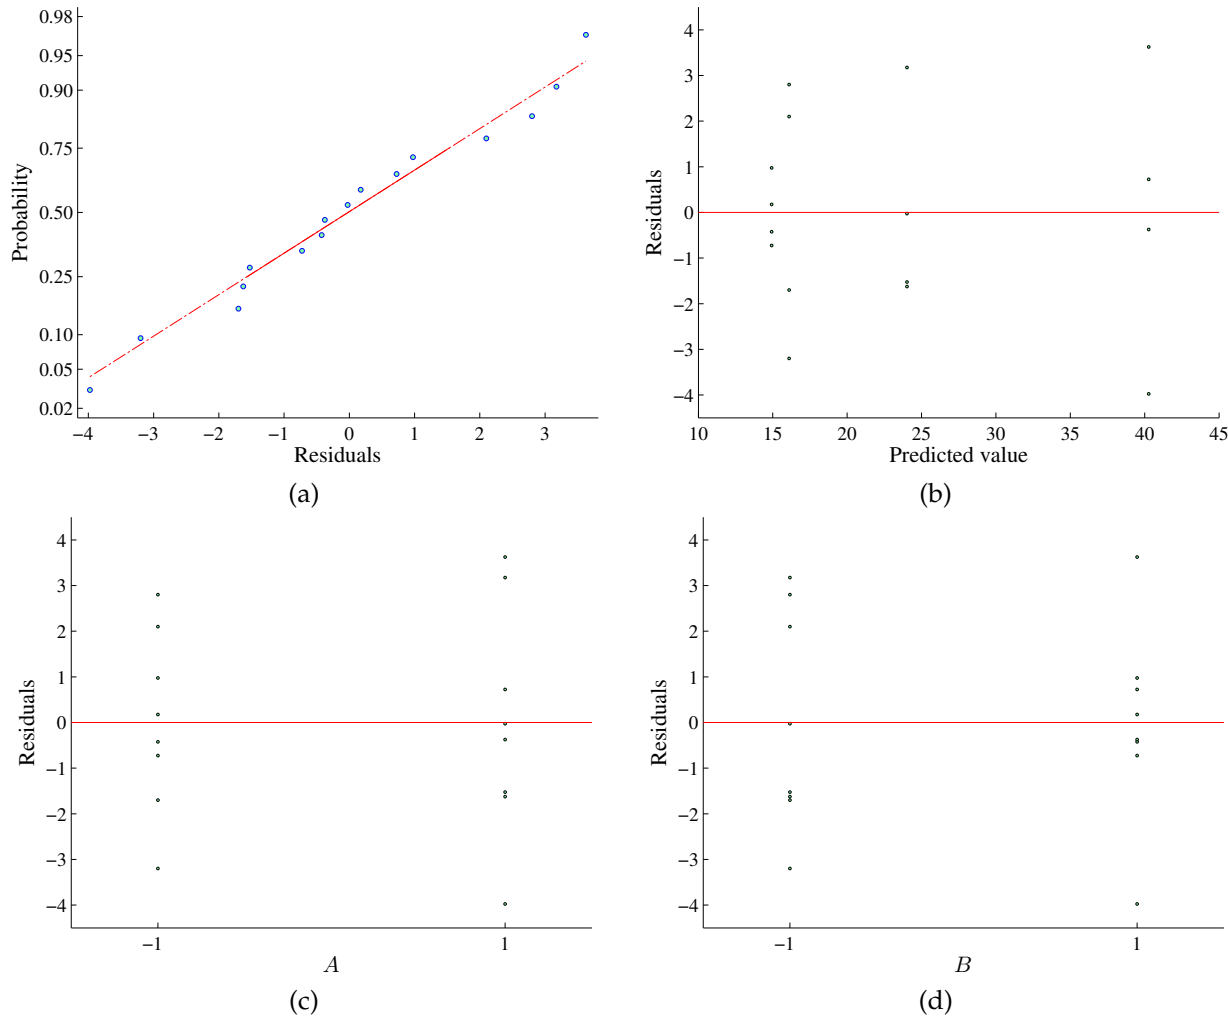 0.98
0.95
0.90
0.75
0.50
0.25
0.10
0.05
0.02
Probability
−4 −3 −2 −1 0 1 2 3
Residuals
(a)
4
3
2
1
0
−1
−2
−3
−4
Residuals
10 15 20 25 30 35 40 45
Predicted value
(b)
4
3
2
1
0
−1
−2
−3
−4
Residuals
−1 1
A
(c)
4
3
2
1
0
−1
−2
−3
−4
Residuals
−1 1
B
(d)